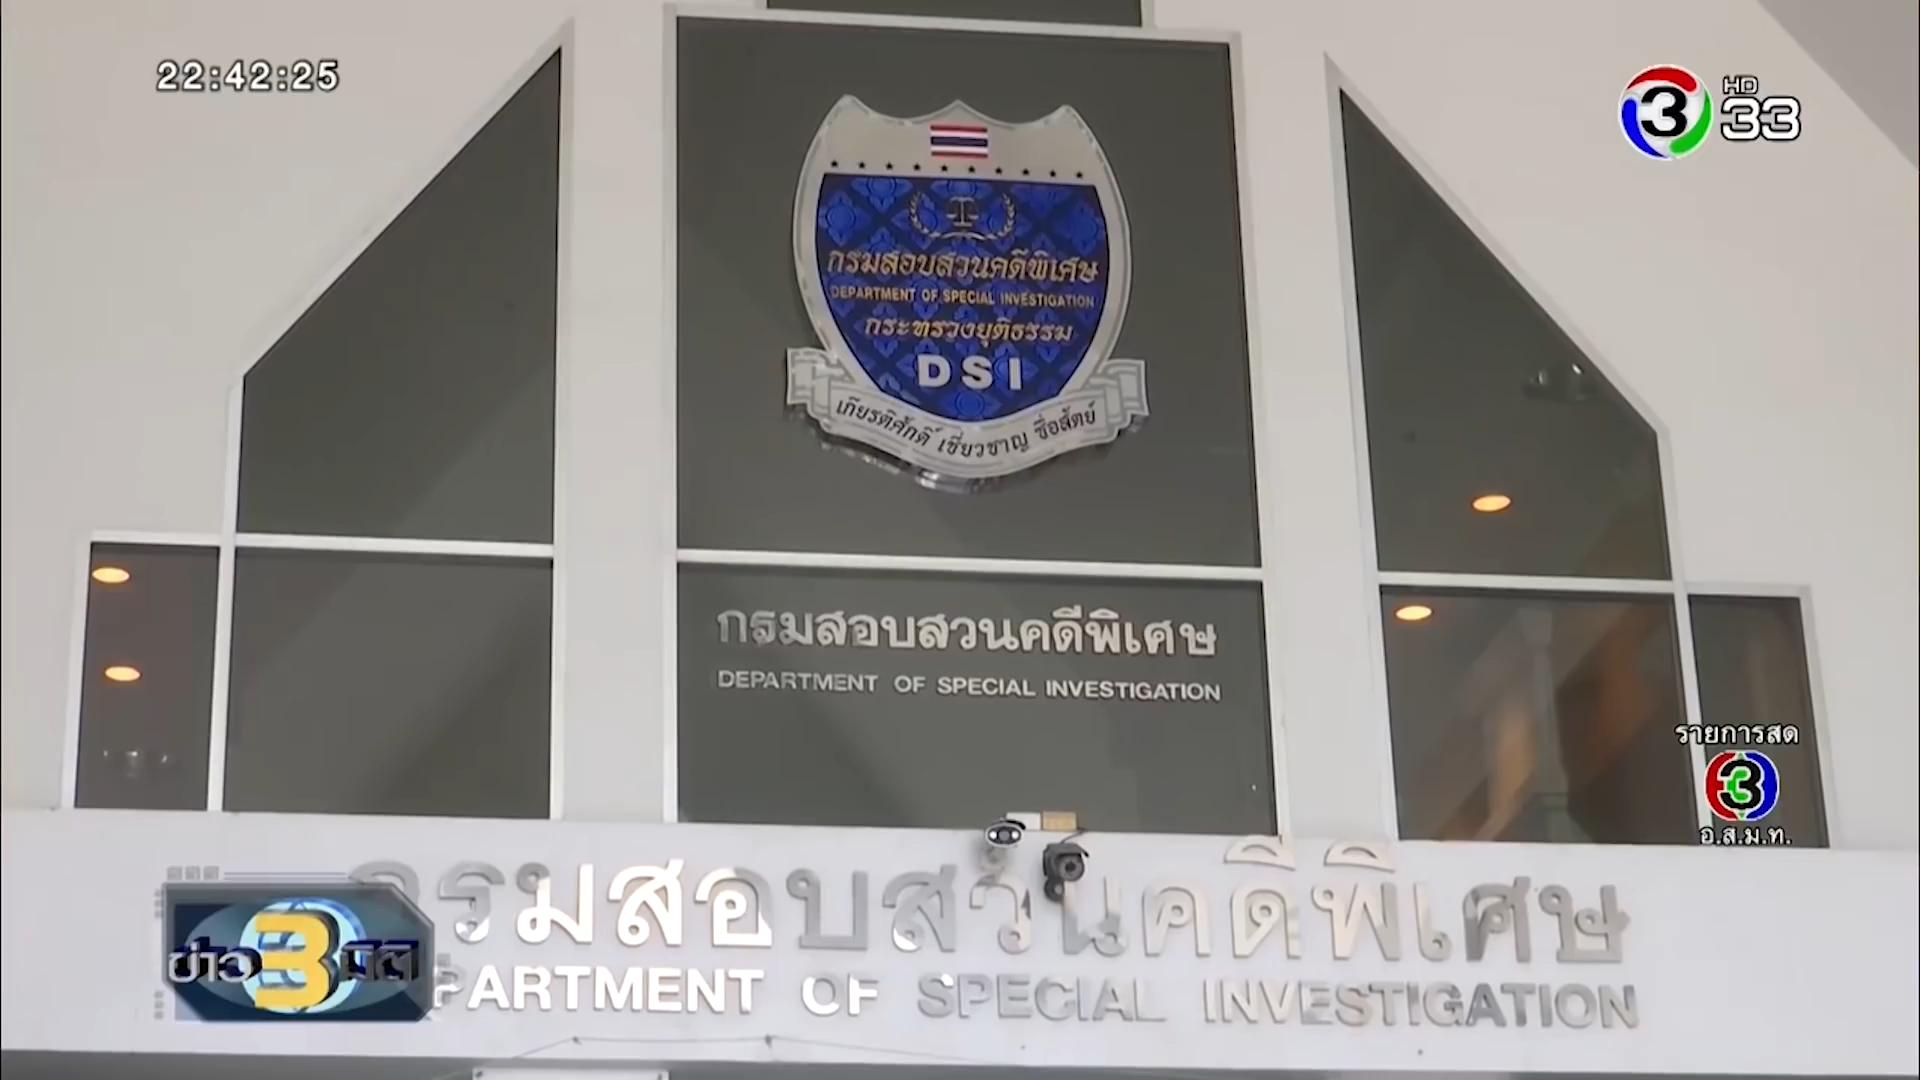 22:42:25
3 HD 33
กรมสอบสวนคดีพิเศษ
DEPARTMENT OF SPECIAL INVESTIGATION
กระทรวงยุติธรรม
DSI
เกียรติศักดิ์ เชี่ยวชาญ ซื่อสัตย์
กรมสอบสวนคดีพิเศษ
DEPARTMENT OF SPECIAL INVESTIGATION
รายการสด
3
อ.ส.ม.ท.
กรมสอบสวนคดีพิเศษ
PARTMENT OF SPECIAL INVESTIGATION
ข่าว 3 มิติ